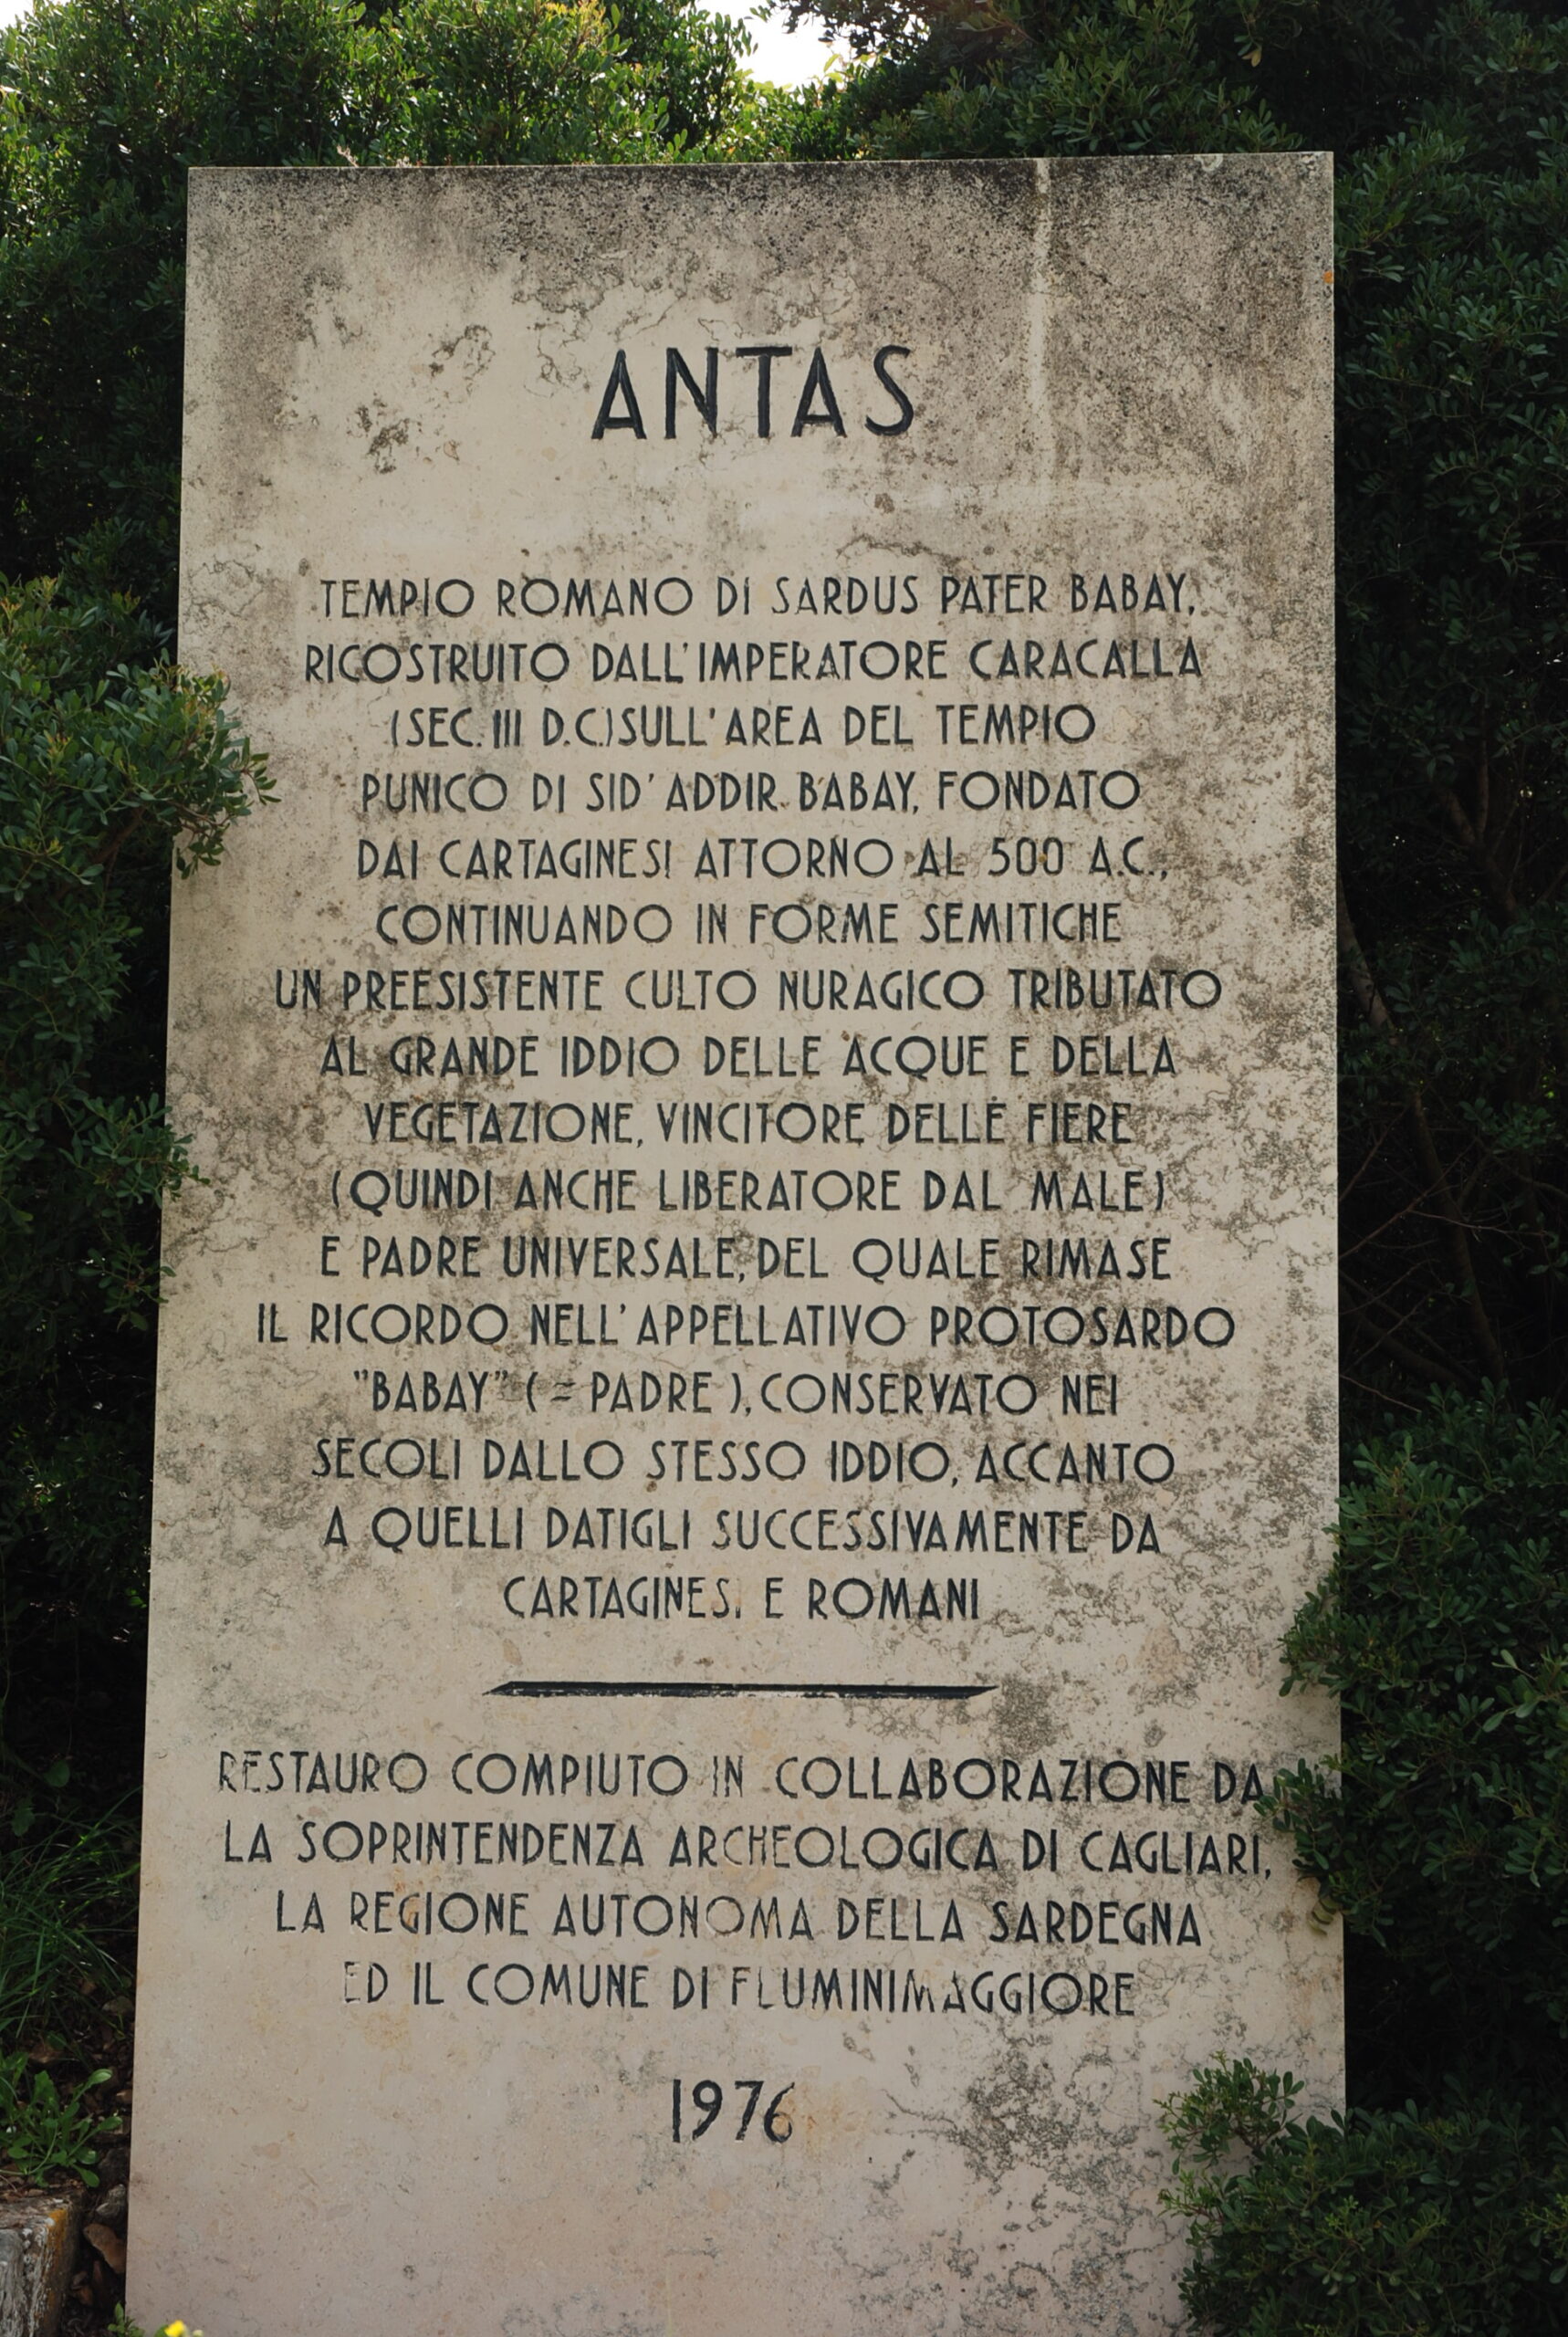 ANTAS
TEMPIO ROMANO DI SARDUS PATER BABAY,
RICOSTRUITO DALL'IMPERATORE CARACALLA
(SEC. III D.C.) SULL'AREA DEL TEMPIO
PUNICO DI SID' ADDIR BABAY, FONDATO
DAI CARTAGINESI ATTORNO AL 500 A.C.,
CONTINUANDO IN FORME SEMITICHE
UN PREESISTENTE CULTO NURAGICO TRIBUTATO
AL GRANDE IDDIO DELLE ACQUE E DELLA
VEGETAZIONE, VINCITORE DELLE FIERE
(QUINDI ANCHE LIBERATORE DAL MALE)
E PADRE UNIVERSALE, DEL QUALE RIMASE
IL RICORDO NELL'APPELLATIVO PROTOSARDO
"BABAY" (= PADRE), CONSERVATO NEI
SECOLI DALLO STESSO IDDIO, ACCANTO
A QUELLI DATIGLI SUCCESSIVAMENTE DA
CARTAGINESI E ROMANI
RESTAURO COMPIUTO IN COLLABORAZIONE DA
LA SOPRINTENDENZA ARCHEOLOGICA DI CAGLIARI,
LA REGIONE AUTONOMA DELLA SARDEGNA
ED IL COMUNE DI FLUMINIMAGGIORE
1976